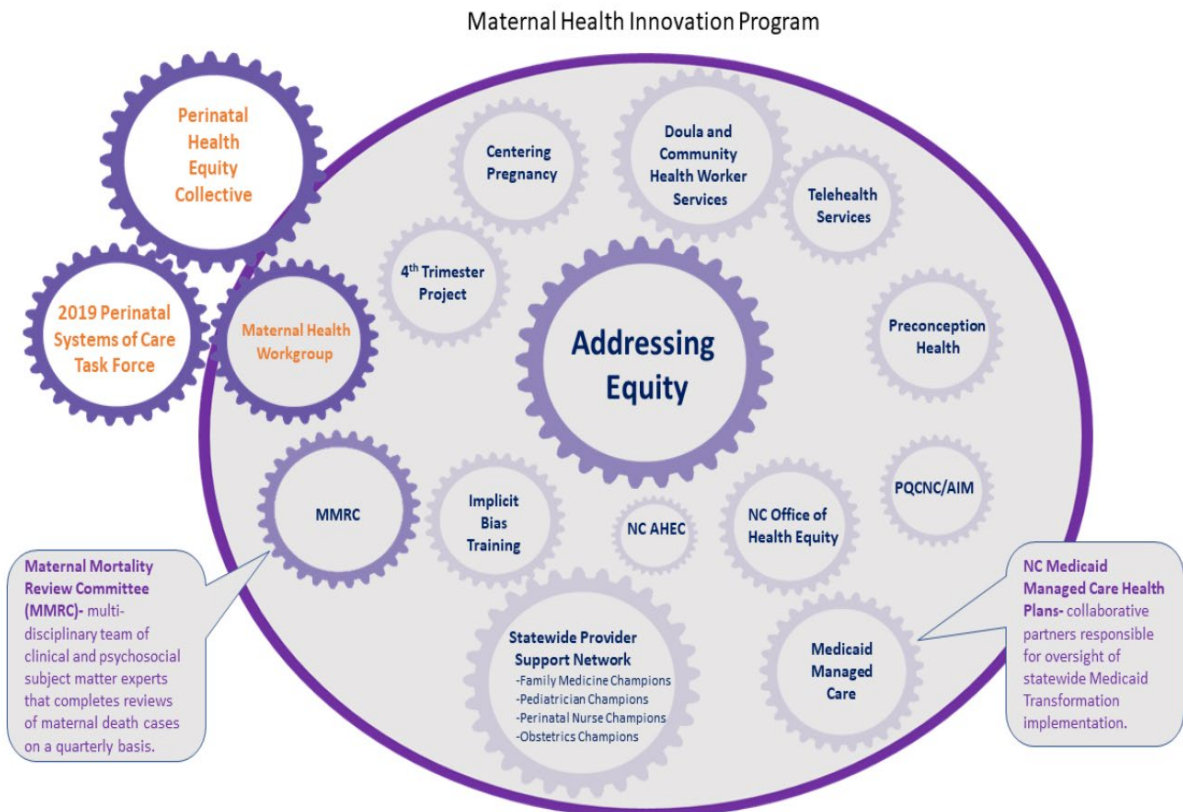 Maternal Health Innovation Program
Perinatal
Health
Equity
Collective
2019 Perinatal
Systems of Care
Task Force
Maternal Health
Workgroup
4th Trimester
Project
Centering
Pregnancy
Doula and
Community
Health Worker
Services
Telehealth
Services
Preconception
Health
Addressing
Equity
PQCNC/AIM
MMRC
Implicit
Bias
Training
NC AHEC
NC Office of
Health Equity
Maternal Mortality
Review Committee
(MMRC)- multi-
disciplinary team of
clinical and psychosocial
subject matter experts
that completes reviews
of maternal death cases
on a quarterly basis.
Statewide Provider
Support Network
-Family Medicine Champions
-Pediatrician Champions
-Perinatal Nurse Champions
-Obstetrics Champions
Medicaid
Managed
Care
NC Medicaid
Managed Care Health
Plans- collaborative
partners responsible
for oversight of
statewide Medicaid
Transformation
implementation.